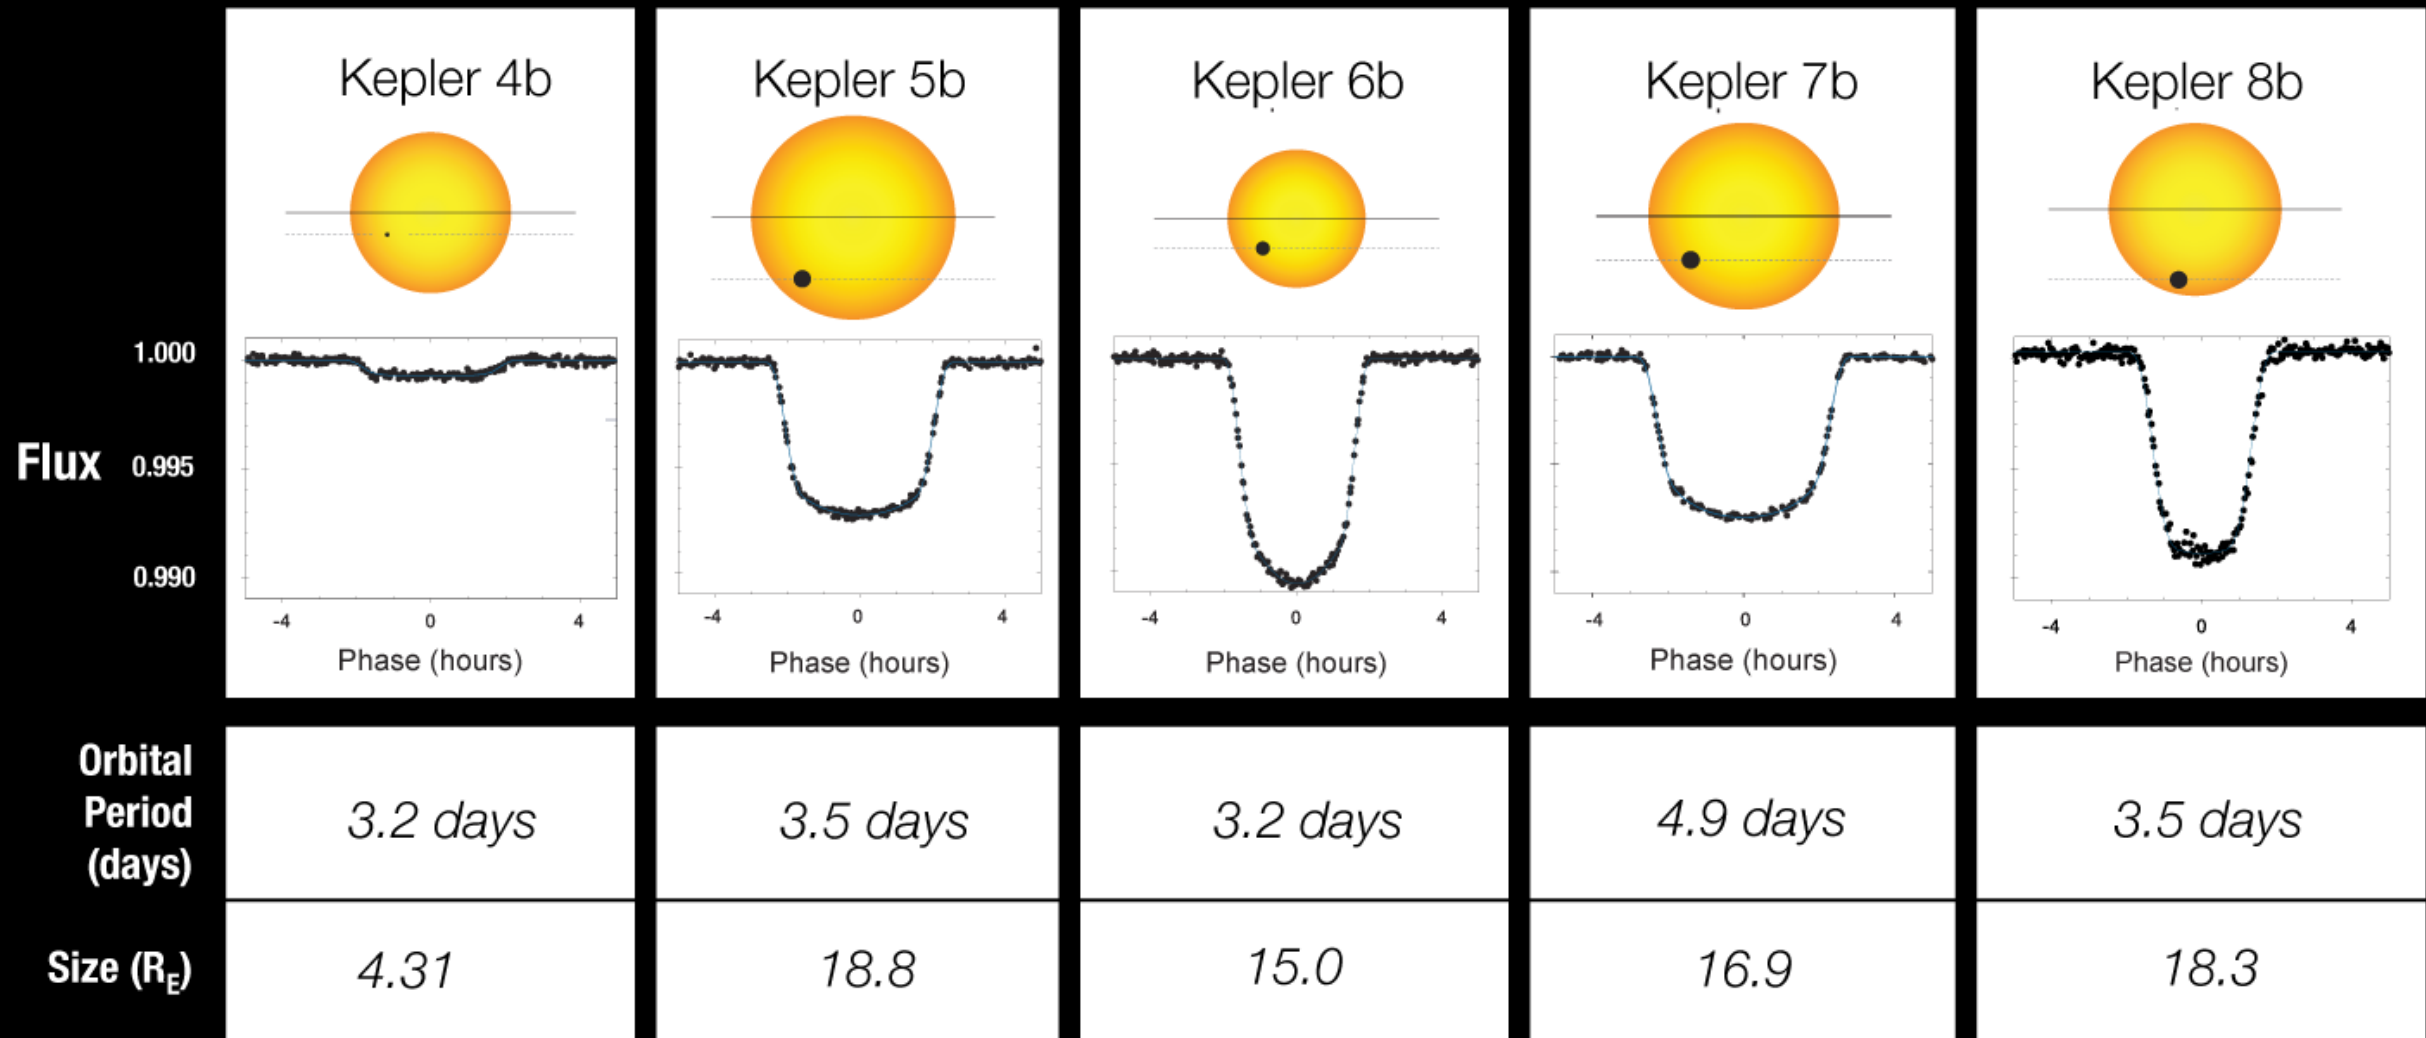 Kepler 4b
Kepler 5b
Kepler 6b
Kepler 7b
Kepler 8b
Flux
1.000
0.995
0.990
-4 0 4
Phase (hours)
-4 0 4
Phase (hours)
-4 0 4
Phase (hours)
-4 0 4
Phase (hours)
-4 0 4
Phase (hours)
Orbital
Period
(days)
3.2 days
3.5 days
3.2 days
4.9 days
3.5 days
Size (RE)
4.31
18.8
15.0
16.9
18.3